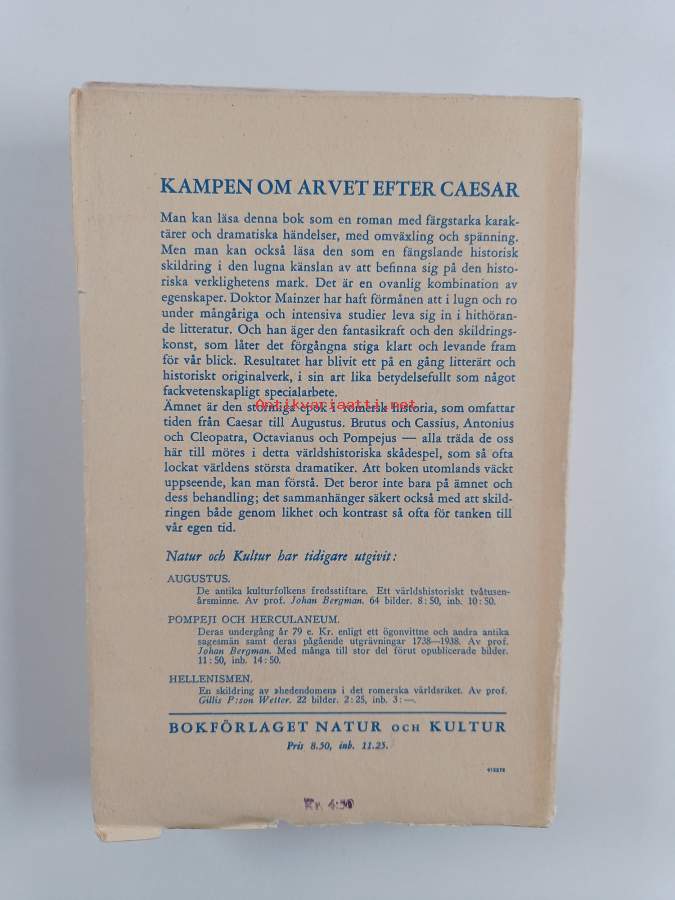 KAMPEN OM ARVET EFTER CAESAR
Man kan läsa denna bok som en roman med färgstarka karak-
tärer och dramatiska händelser, med omväxling och spänning.
Men man kan också läsa den som en fängslande historisk
skildring i den lugna känslan av att befinna sig på den histo-
riska verklighetens mark. Det är en ovanlig kombination av
egenskaper. Doktor Mainzer har haft förmånen att i lugn och ro
under mångåriga och intensiva studier leva sig in i hithöran-
de litteratur. Och han äger den fantasikraft och den skildrings-
konst, som låter det förgångna stiga klart och levande fram
för vår blick. Resultatet har blivit ett på en gång litterärt och
historiskt originalverk, i sin art lika betydelsefullt som något
fackvetenskapligt specialarbete.
Antikvariaatti.net
Ämnet är den stormiga epok i romersk historia, som omfattar
tiden från Caesar till Augustus. Brutus och Cassius, Antonius
och Cleopatra, Octavianus och Pompejus — alla träda de oss
här till mötes i detta världshistoriska skådespel, som så ofta
lockat världens största dramatiker. Att boken utomlands väckt
uppseende, kan man förstå. Det beror inte bara på ämnet och
dess behandling; det sammanhänger säkert också med att skild-
ringen både genom likhet och kontrast så ofta för tanken till
vår egen tid.
Natur och Kultur har tidigare utgivit:
AUGUSTUS.
De antika kulturfolkens fredsstiftare. Ett världshistoriskt tvåtusen-
årsminne. Av prof. Johan Bergman. 64 bilder. 8:50, inb. 10:50.
POMPEJI OCH HERCULANEUM.
Deras undergång år 79 e. Kr. enligt ett ögonvittne och andra antika
sagesmän samt deras pågående utgrävningar 1738—1938. Av prof.
Johan Bergman. Med många till stor del förut opublicerade bilder.
11:50, inb. 14:50.
HELLENISMEN.
En skildring av »hedendomen» i det romerska världsriket. Av prof.
Gillis P:son Wetter. 22 bilder. 2:25, inb. 3:—.
BOKFÖRLAGET NATUR OCH KULTUR
Pris 8.50, inb. 11.25.
Kr. 4:50